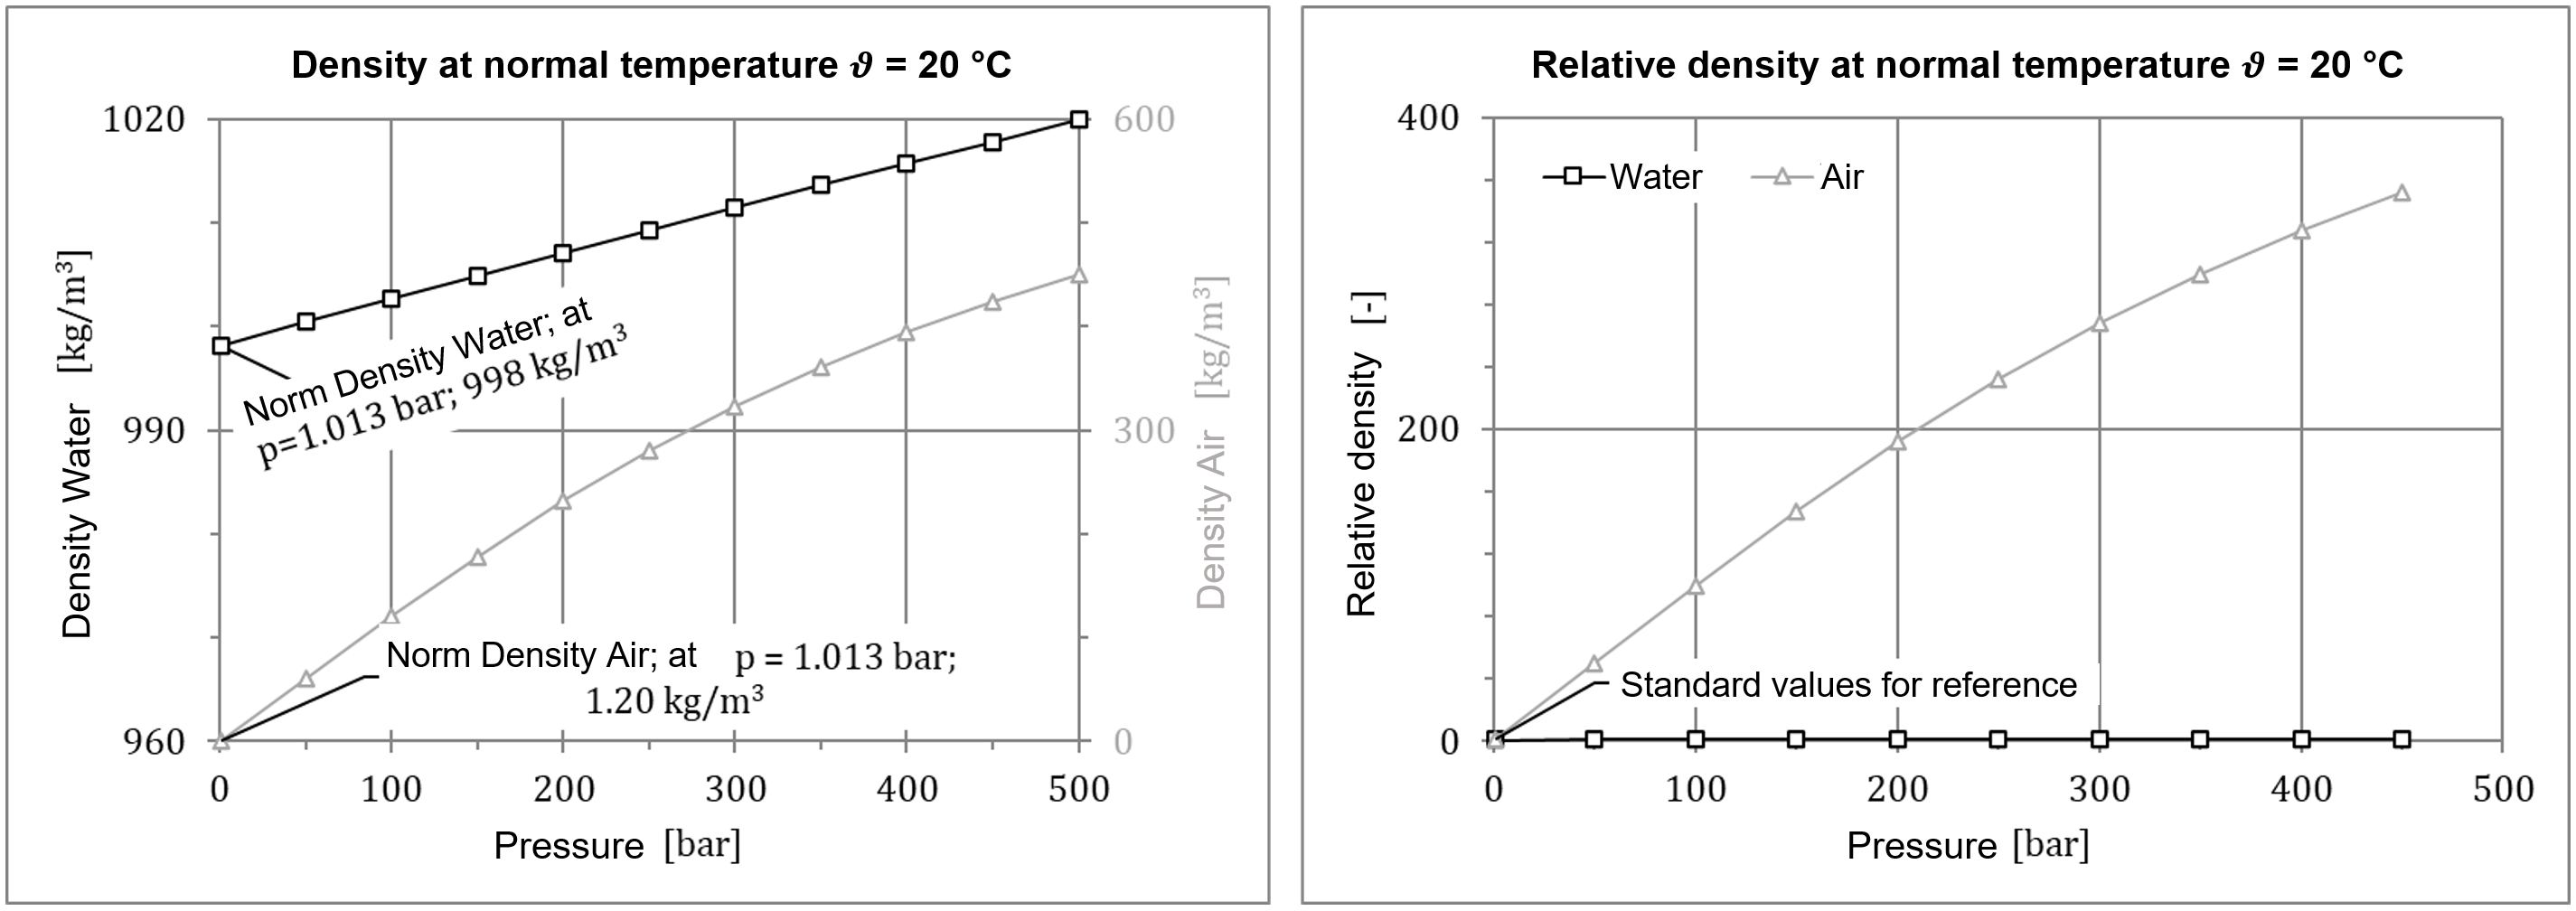 Density at normal temperature ϑ = 20 °C
1020
990
960
Density Water [kg/m³]
600
300
0
Density Air [kg/m³]
Norm Density Water; at
p=1.013 bar; 998 kg/m³
Norm Density Air; at p = 1.013 bar;
1.20 kg/m³
0 100 200 300 400 500
Pressure [bar]
Relative density at normal temperature ϑ = 20 °C
400
200
0
Relative density [-]
Water Air
Standard values for reference
0 100 200 300 400 500
Pressure [bar]